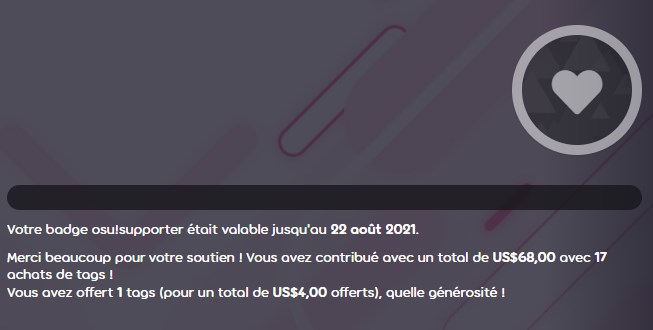 Votre badge osu!supporter était valable jusqu'au 22 août 2021.
Merci beaucoup pour votre soutien ! Vous avez contribué avec un total de US$68,00 avec 17
achats de tags !
Vous avez offert 1 tags (pour un total de US$4,00 offerts), quelle générosité !